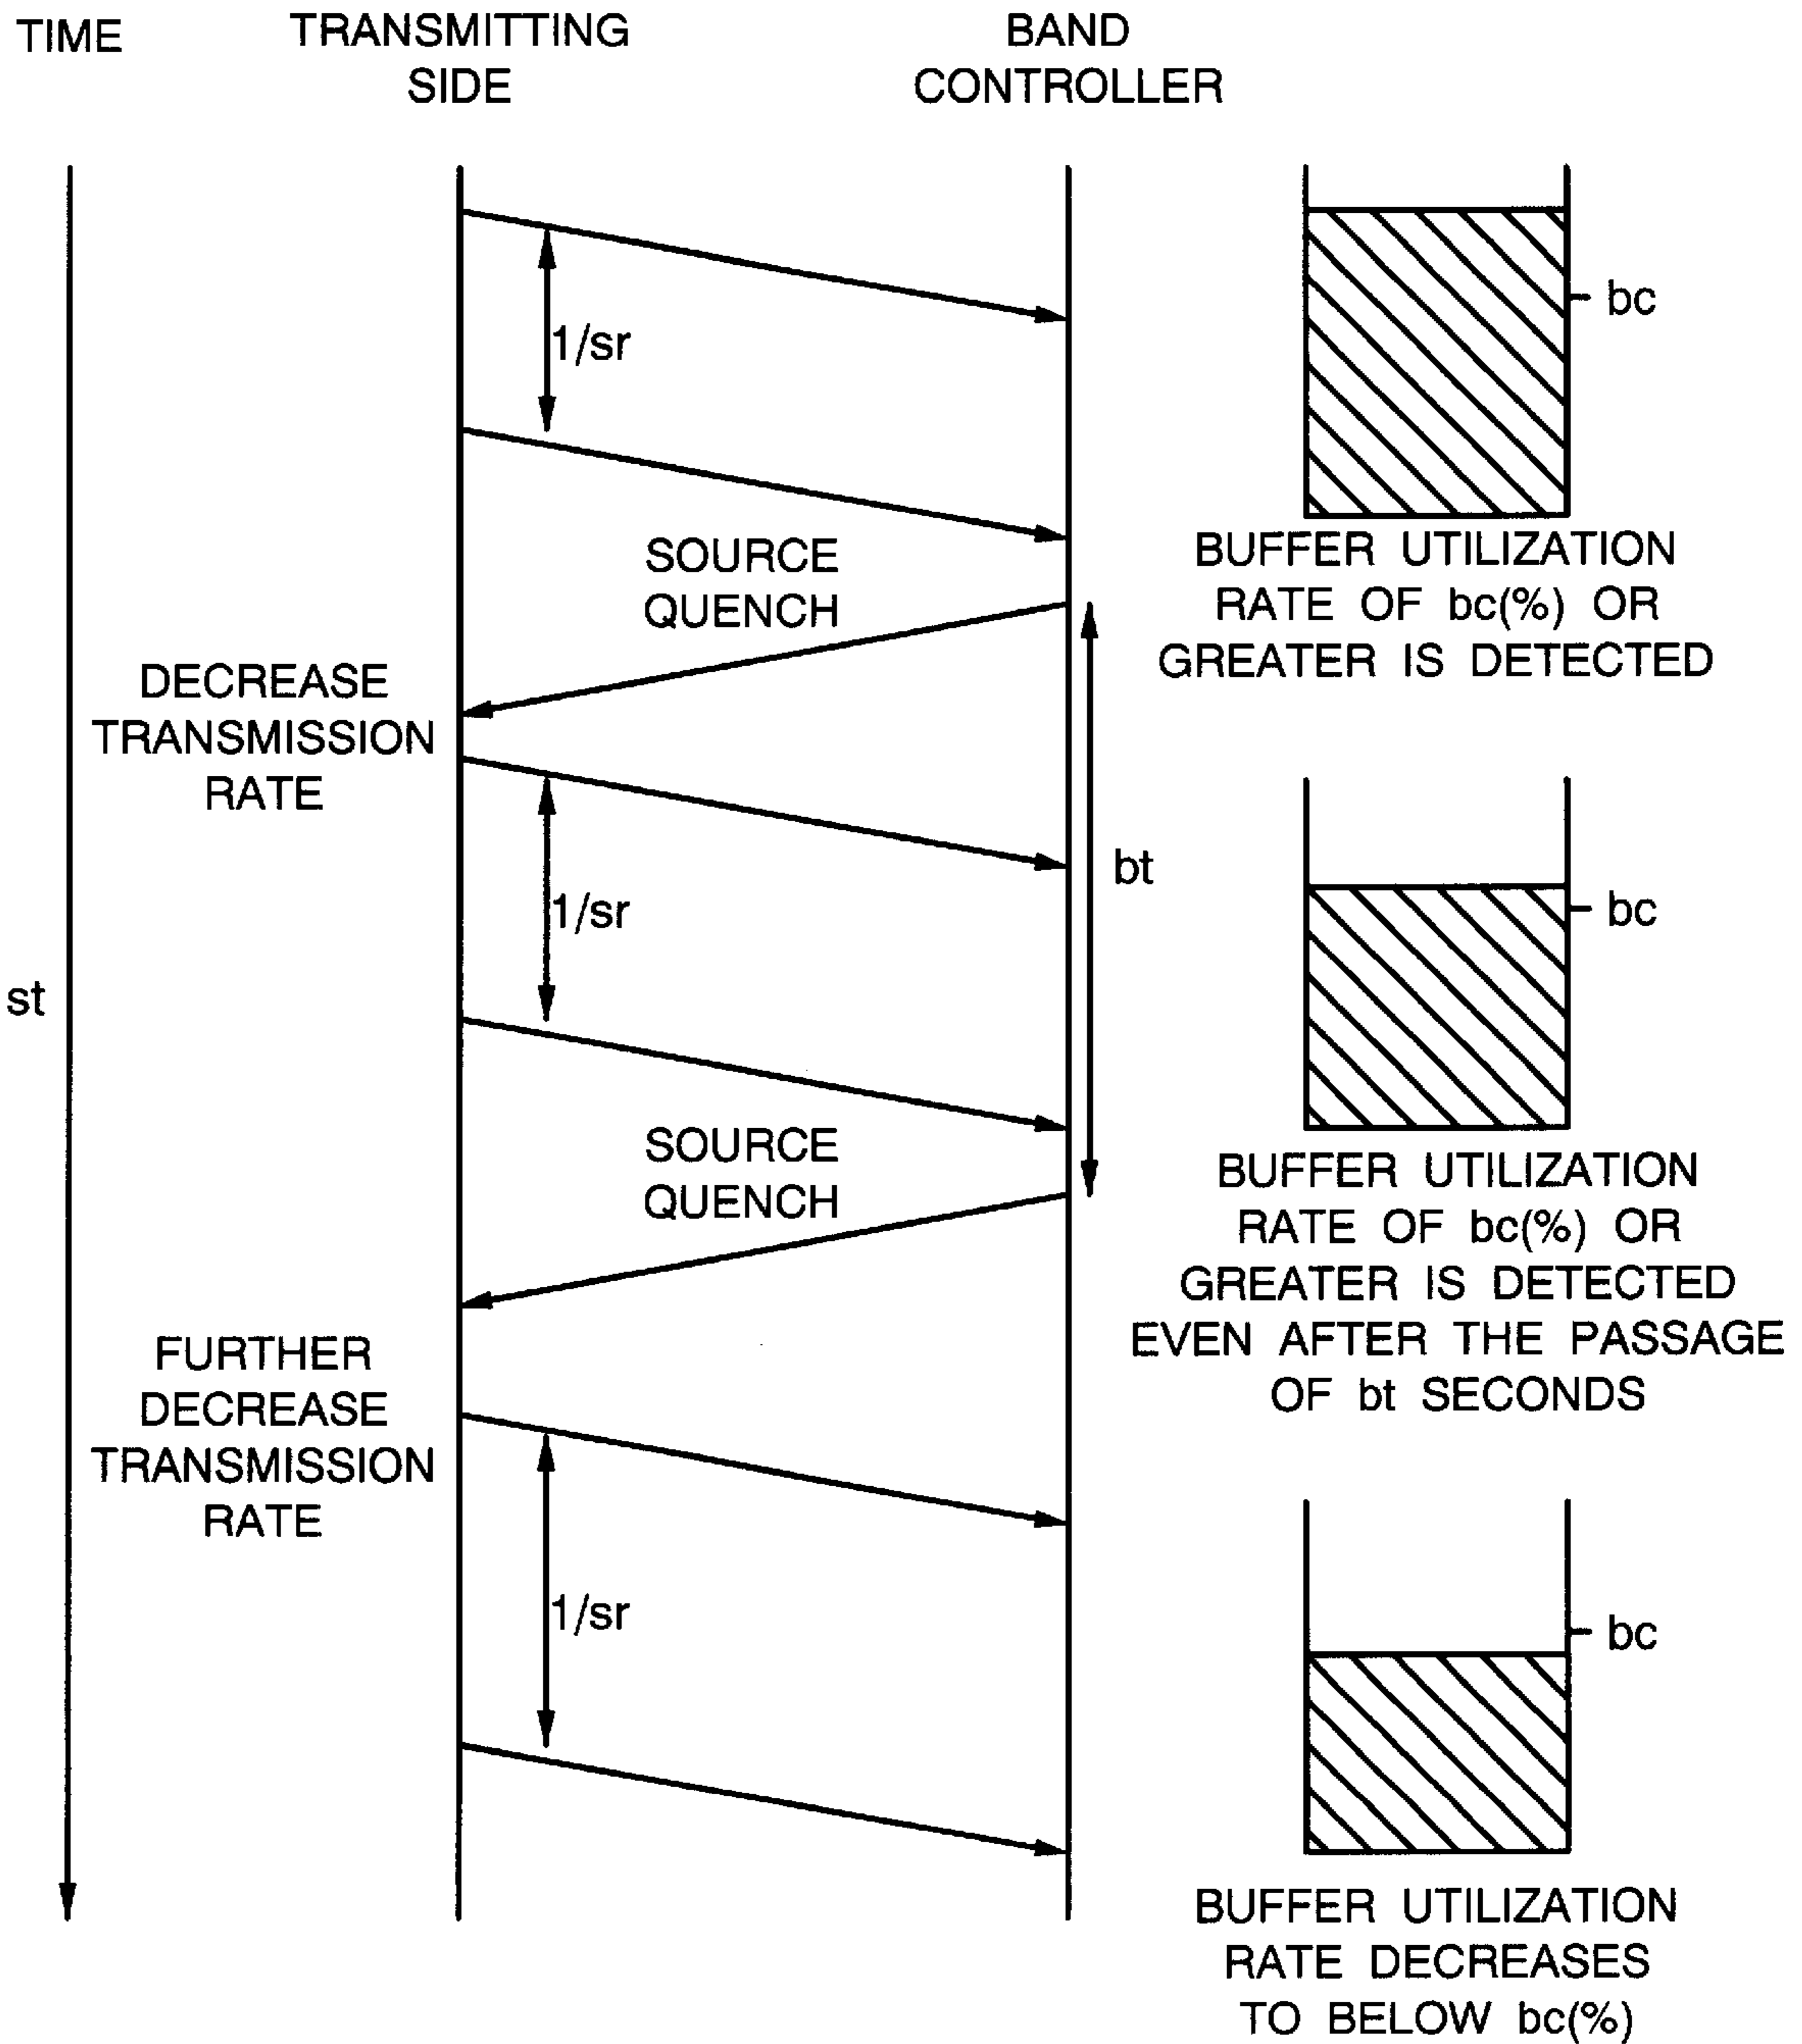 TIME
TRANSMITTING
SIDE
BAND
CONTROLLER
1/sr
bc
SOURCE
QUENCH
BUFFER UTILIZATION
RATE OF bc(%) OR
GREATER IS DETECTED
DECREASE
TRANSMISSION
RATE
1/sr
bt
bc
st
SOURCE
QUENCH
BUFFER UTILIZATION
RATE OF bc(%) OR
GREATER IS DETECTED
EVEN AFTER THE PASSAGE
OF bt SECONDS
FURTHER
DECREASE
TRANSMISSION
RATE
1/sr
bc
BUFFER UTILIZATION
RATE DECREASES
TO BELOW bc(%)